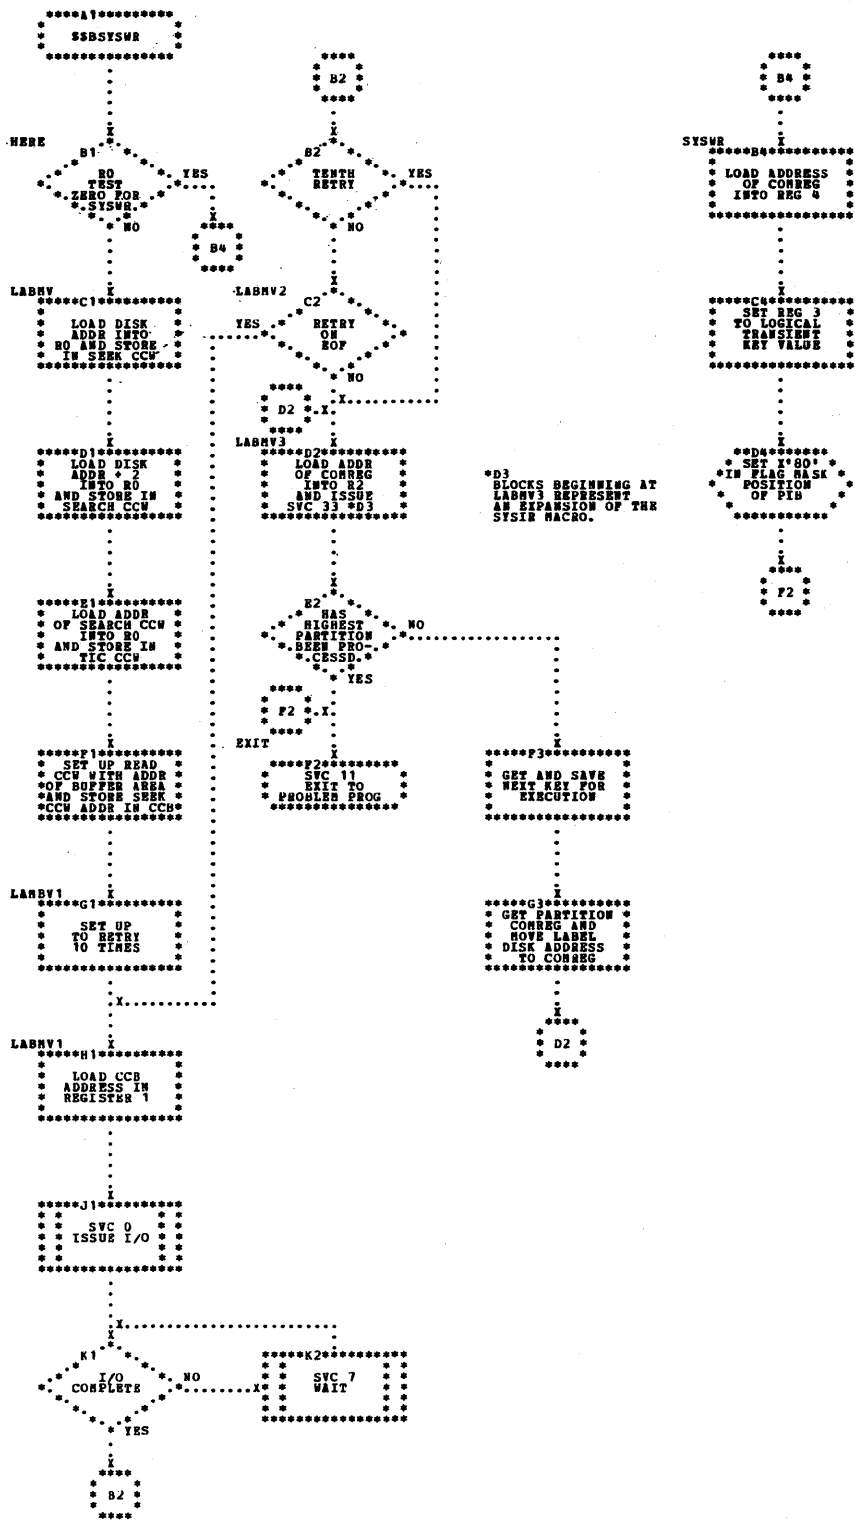 A1
$$BSYSWR
HERE
B1
R0
TEST
ZERO FOR
SYSWR.
YES
NO
B4
LABMV
C1
LOAD DISK
ADDR INTO
R0 AND STORE
IN SEEK CCW
D1
LOAD DISK
ADDR + 2
INTO R0
AND STORE IN
SEARCH CCW
E1
LOAD ADDR
OF SEARCH CCW
INTO R0
AND STORE IN
TIC CCW
F1
SET UP READ
CCW WITH ADDR
OF BUFFER AREA
AND STORE SEEK
CCW ADDR IN CCB
LAMBV1
G1
SET UP
TO RETRY
10 TIMES
LABMV1
H1
LOAD CCB
ADDRESS IN
REGISTER 1
J1
SVC 0
ISSUE I/O
K1
I/O
COMPLETE
NO
YES
B2
K2
SVC 7
WAIT
B2
B2
TENTH
RETRY
YES
NO
LABMV2
C2
RETRY
ON
EOF
YES
NO
D2
LABMV3
D2
LOAD ADDR
OF COMREG
INTO R2
AND ISSUE
SVC 33 *D3
E2
HAS
HIGHEST
PARTITION
BEEN PRO-
CESSD.
NO
YES
F2
EXIT
F2
SVC 11
EXIT TO
PROBLEM PROG
*D3
BLOCKS BEGINNING AT
LABMV3 REPRESENT
AN EXPANSION OF THE
SYSIR MACRO.
F3
GET AND SAVE
NEXT KEY FOR
EXECUTION
G3
GET PARTITION
COMREG AND
MOVE LABEL
DISK ADDRESS
TO COMREG
D2
B4
SYSWR
B4
LOAD ADDRESS
OF COMREG
INTO REG 4
C4
SET REG 3
TO LOGICAL
TRANSIENT
KEY VALUE
D4
SET X'80'
IN FLAG MASK
POSITION
OF PIB
F2